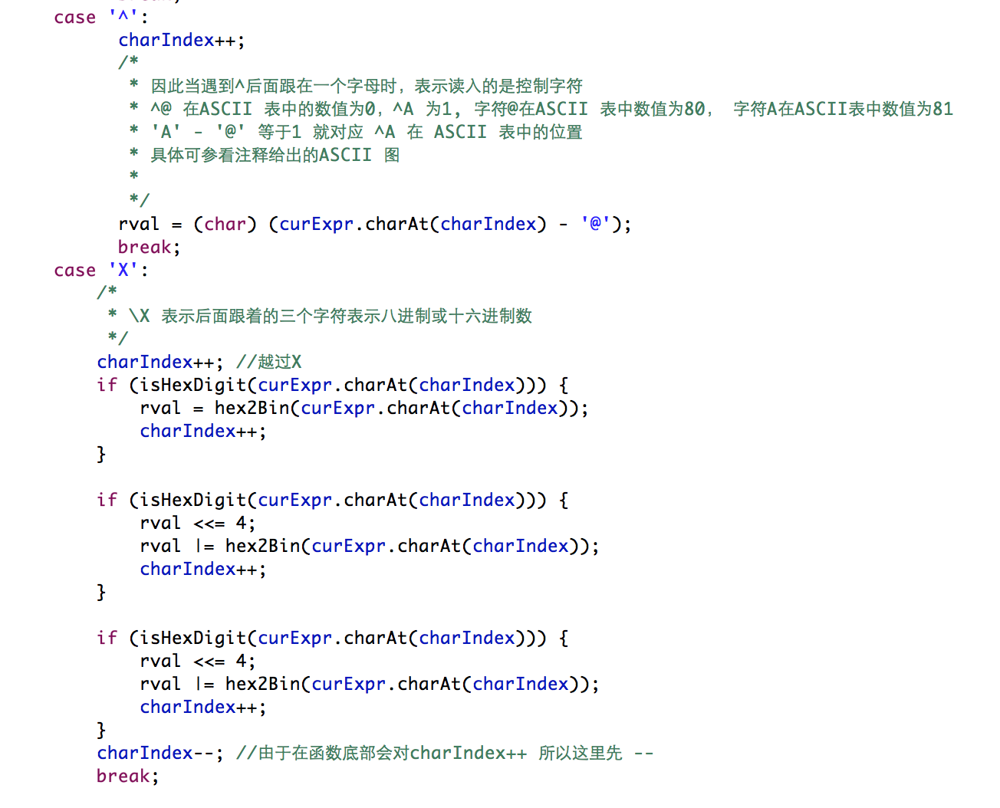 case '^':
charIndex++;
/*
* 因此当遇到^后面跟在一个字母时，表示读入的是控制字符
* ^@ 在ASCII 表中的数值为0，^A 为1, 字符@在ASCII 表中数值为80， 字符A在ASCII表中数值为81
* 'A' - '@' 等于1 就对应 ^A 在 ASCII 表中的位置
* 具体可参看注释给出的ASCII 图
*
*/
rval = (char) (curExpr.charAt(charIndex) - '@');
break;
case 'X':
/*
* \X 表示后面跟着的三个字符表示八进制或十六进制数
*/
charIndex++; //越过X
if (isHexDigit(curExpr.charAt(charIndex))) {
rval = hex2Bin(curExpr.charAt(charIndex));
charIndex++;
}
if (isHexDigit(curExpr.charAt(charIndex))) {
rval <<= 4;
rval |= hex2Bin(curExpr.charAt(charIndex));
charIndex++;
}
if (isHexDigit(curExpr.charAt(charIndex))) {
rval <<= 4;
rval |= hex2Bin(curExpr.charAt(charIndex));
charIndex++;
}
charIndex--; //由于在函数底部会对charIndex++ 所以这里先 --
break;